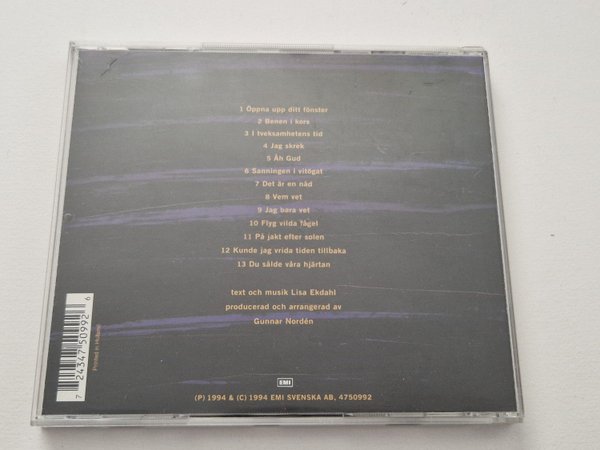 1 Öppna upp ditt fönster
2 Benen i kors
3 I tveksamhetens tid
4 Jag skrek
5 Åh Gud
6 Sanningen i vitögat
7 Det är en nåd
8 Vem vet
9 Jag bara vet
10 Flyg vilda fågel
11 På jakt efter solen
12 Kunde jag vrida tiden tillbaka
13 Du sålde våra hjärtan
text och musik Lisa Ekdahl
producerad och arrangerad av
Gunnar Nordén
7 24347 50992 6
Printed in Holland
EMI
(P) 1994 & (C) 1994 EMI SVENSKA AB, 4750992